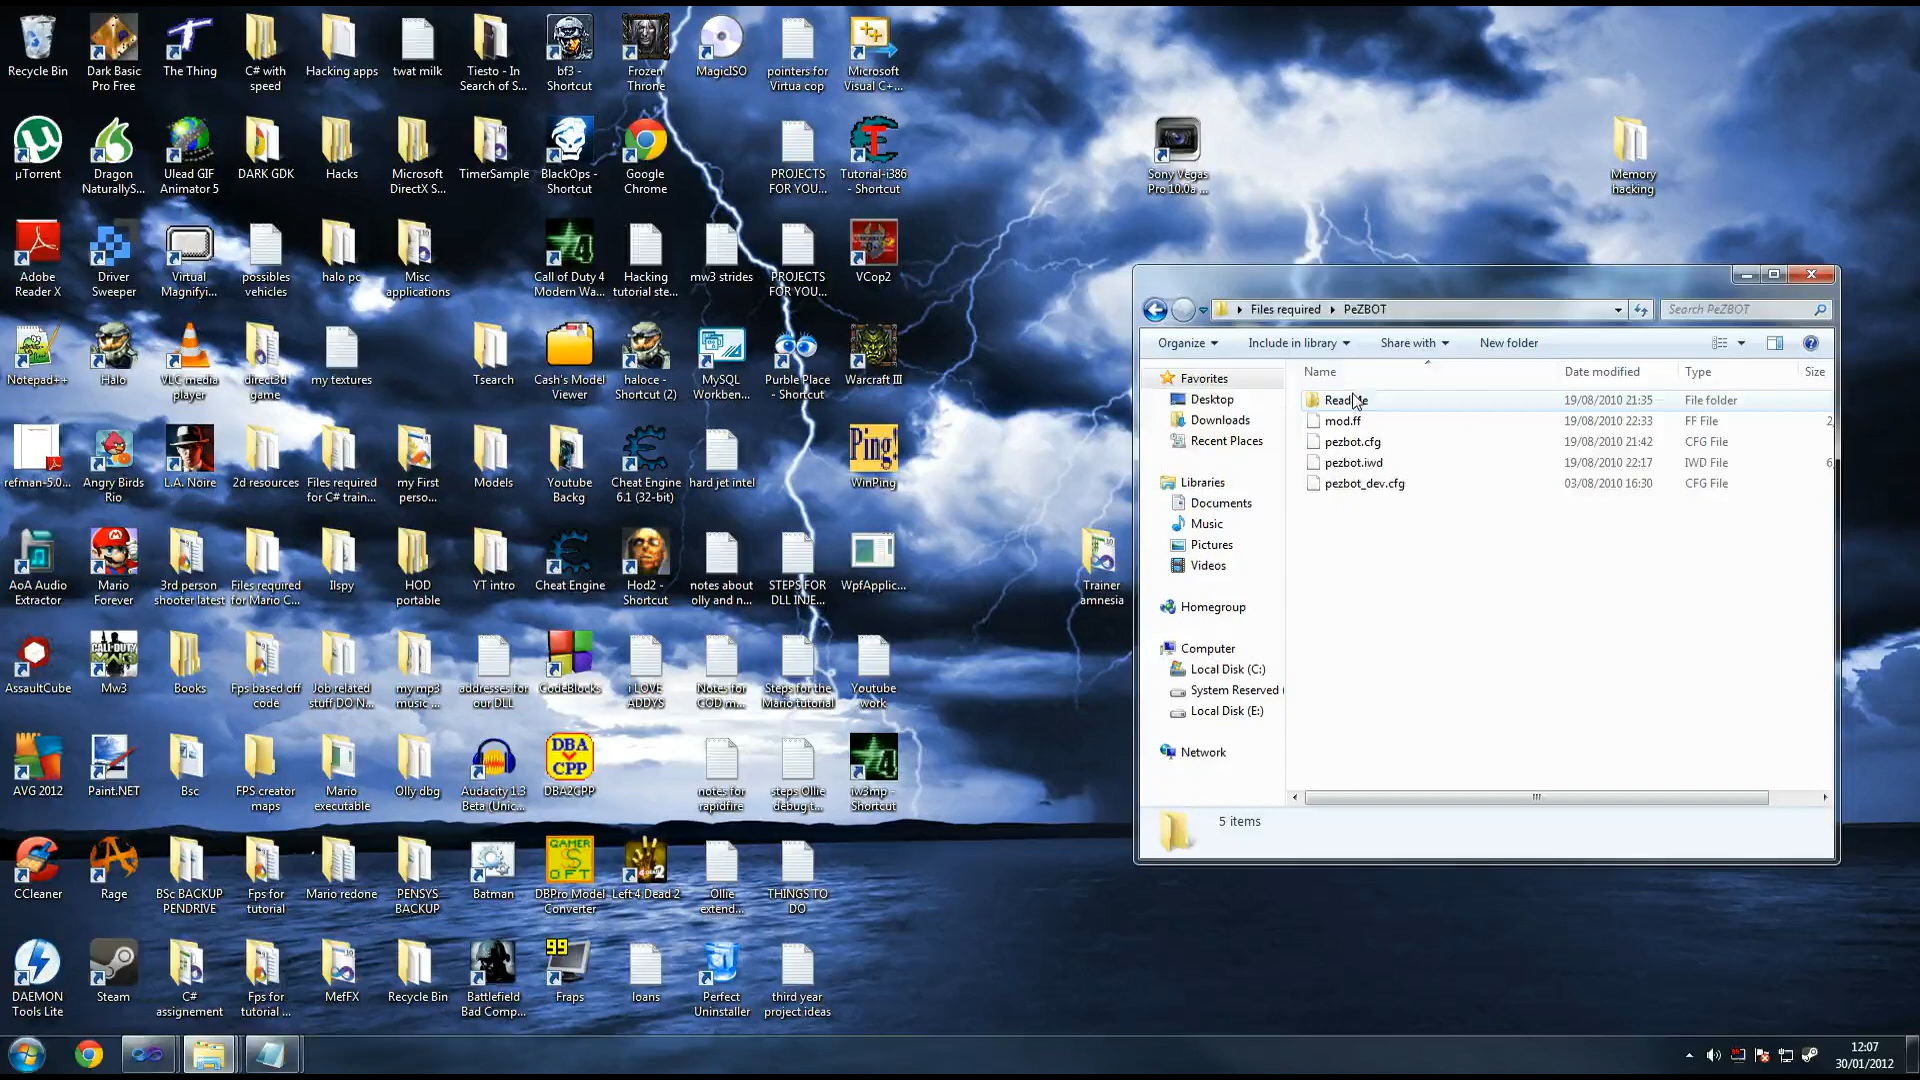 Recycle Bin
Dark Basic
Pro Free
The Thing
C# with
speed
Hacking apps
twat milk
Tiesto - In
Search of S...
bf3 -
Shortcut
Frozen
Throne
MagicISO
pointers for
Virtua cop
Microsoft
Visual C+...
µTorrent
Dragon
NaturallyS...
Ulead GIF
Animator 5
DARK GDK
Hacks
Microsoft
DirectX S...
TimerSample
BlackOps -
Shortcut
Google
Chrome
PROJECTS
FOR YOU...
Tutorial-i386
- Shortcut
Sony Vegas
Pro 10.0a ...
Memory
hacking
Adobe
Reader X
Driver
Sweeper
Virtual
Magnifyi...
possibles
vehicles
halo pc
Misc
applications
Call of Duty 4
Modern Wa...
Hacking
tutorial ste...
mw3 strides
PROJECTS
FOR YOU...
VCop2
Notepad++
Halo
VLC media
player
direct3d
game
my textures
Tsearch
Cash's Model
Viewer
haloce -
Shortcut (2)
MySQL
Workben...
Purble Place
- Shortcut
Warcraft III
refman-5.0...
Angry Birds
Rio
L.A. Noire
2d resources
Files required
for C# train...
my First
perso...
Models
Youtube
Backg
Cheat Engine
6.1 (32-bit)
hard jet intel
Ping!
WinPing
AoA Audio
Extractor
Mario
Forever
3rd person
shooter latest
Files required
for Mario C...
Ilspy
HOD
portable
YT intro
Cheat Engine
Hod2 -
Shortcut
notes about
olly and n...
STEPS FOR
DLL INJE...
WpfApplic...
Trainer
amnesia
AssaultCube
CALL OF DUTY
MW3
Mw3
Books
Fps based off
code
Job related
stuff DO N...
my mp3
music ...
addresses for
our DLL
CodeBlocks
i LOVE
ADDYS
Notes for
COD m...
Steps for the
Mario tutorial
Youtube
work
AVG 2012
Paint.NET
Bsc
FPS creator
maps
Mario
executable
Olly dbg
Audacity 1.3
Beta (Unic...
DBA
CPP
DBA2CPP
notes for
rapidfire
steps Ollie
debug t...
iw3mp -
Shortcut
CCleaner
Rage
BSc BACKUP
PENDRIVE
Fps for
tutorial
Mario redone
PENSYS
BACKUP
Batman
GAMER
S
OFT
DBPro Model
Converter
Left 4 Dead 2
Ollie
extend...
THINGS TO
DO
DAEMON
Tools Lite
Steam
C#
assignement
Fps for
tutorial ...
MefFX
Recycle Bin
Battlefield
Bad Comp...
99
Fraps
loans
Perfect
Uninstaller
third year
project ideas
Files required
PeZBOT
Search PeZBOT
Organize
Include in library
Share with
New folder
Name
Date modified
Type
Size
Favorites
Desktop
Downloads
Recent Places
Libraries
Documents
Music
Pictures
Videos
Homegroup
Computer
Local Disk (C:)
System Reserved (
Local Disk (E:)
Network
19/08/2010 21:35 File folder
mod.ff 19/08/2010 22:33 FF File 2,
pezbot.cfg 19/08/2010 21:42 CFG File
pezbot.iwd 19/08/2010 22:17 IWD File 6,
pezbot_dev.cfg 03/08/2010 16:30 CFG File
5 items
12:07
30/01/2012